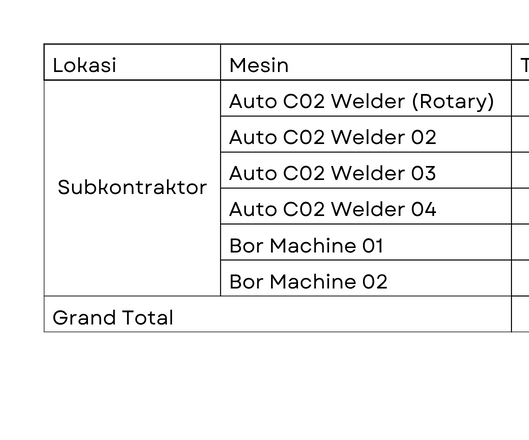 Lokasi
Mesin
T
Subkontraktor
Auto C02 Welder (Rotary)
Auto C02 Welder 02
Auto C02 Welder 03
Auto C02 Welder 04
Bor Machine 01
Bor Machine 02
Grand Total